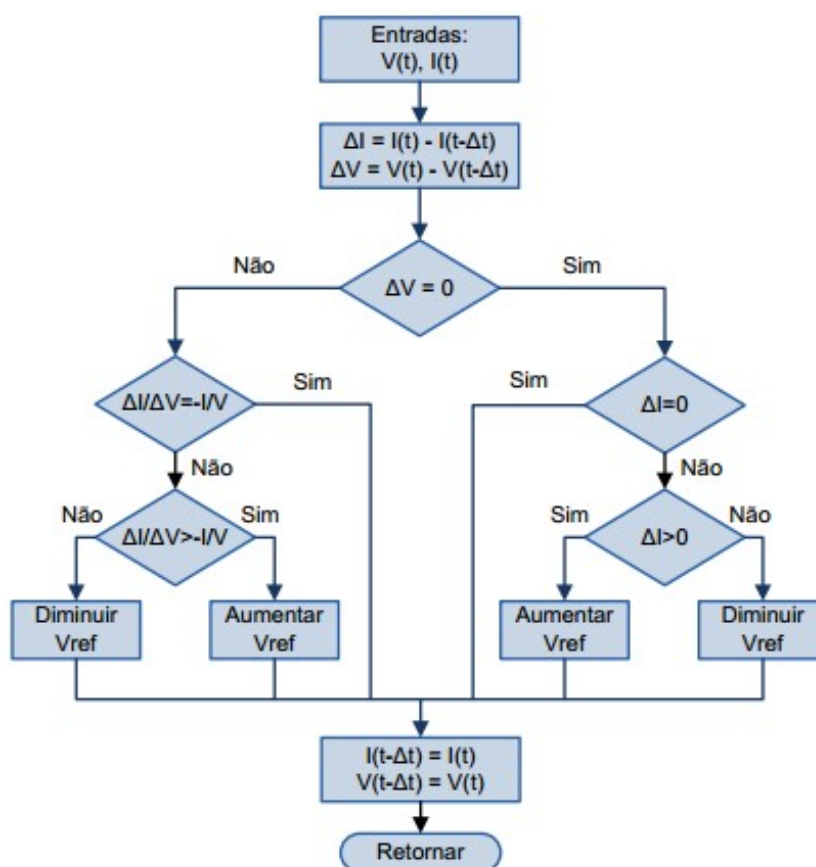 Entradas:
V(t), I(t)
ΔI = I(t) - I(t-Δt)
ΔV = V(t) - V(t-Δt)
Não
Sim
ΔV = 0
Sim
Sim
ΔI/ΔV=-I/V
ΔI=0
Não
Não
Não
Sim
Sim
Não
ΔI/ΔV>-I/V
ΔI>0
Diminuir
Vref
Aumentar
Vref
Aumentar
Vref
Diminuir
Vref
I(t-Δt) = I(t)
V(t-Δt) = V(t)
Retornar